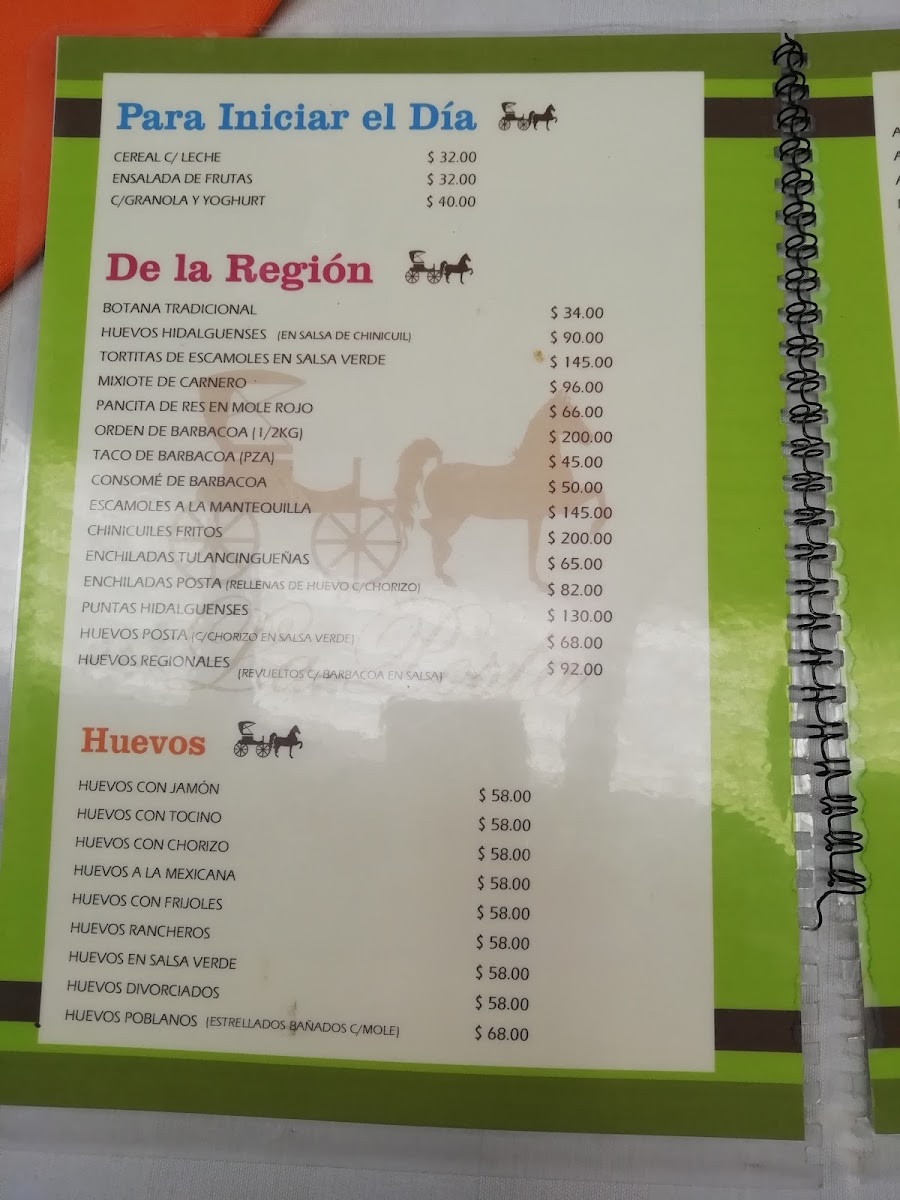 Para Iniciar el Día
CEREAL C/ LECHE $ 32.00
ENSALADA DE FRUTAS $ 32.00
C/GRANOLA Y YOGHURT $ 40.00
De la Región
BOTANA TRADICIONAL $ 34.00
HUEVOS HIDALGUENSES (EN SALSA DE CHINICUIL) $ 90.00
TORTITAS DE ESCAMOLES EN SALSA VERDE $ 145.00
MIXIOTE DE CARNERO $ 96.00
PANCITA DE RES EN MOLE ROJO $ 66.00
ORDEN DE BARBACOA (1/2KG) $ 200.00
TACO DE BARBACOA (PZA) $ 45.00
CONSOMÉ DE BARBACOA $ 50.00
ESCAMOLES A LA MANTEQUILLA $ 145.00
CHINICUILES FRITOS $ 200.00
ENCHILADAS TULANCINGUEÑAS $ 65.00
ENCHILADAS POSTA (RELLENAS DE HUEVO C/CHORIZO) $ 82.00
PUNTAS HIDALGUENSES $ 130.00
HUEVOS POSTA (C/CHORIZO EN SALSA VERDE) $ 68.00
HUEVOS REGIONALES (REVUELTOS C/ BARBACOA EN SALSA) $ 92.00
La Posta
Huevos
HUEVOS CON JAMÓN $ 58.00
HUEVOS CON TOCINO $ 58.00
HUEVOS CON CHORIZO $ 58.00
HUEVOS A LA MEXICANA $ 58.00
HUEVOS CON FRIJOLES $ 58.00
HUEVOS RANCHEROS $ 58.00
HUEVOS EN SALSA VERDE $ 58.00
HUEVOS DIVORCIADOS $ 58.00
HUEVOS POBLANOS (ESTRELLADOS BAÑADOS C/MOLE) $ 68.00